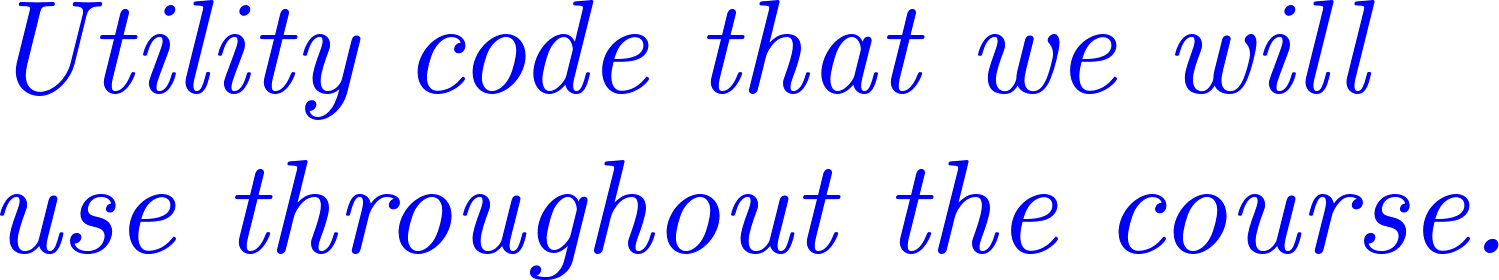 Utility code that we will
use throughout the course.